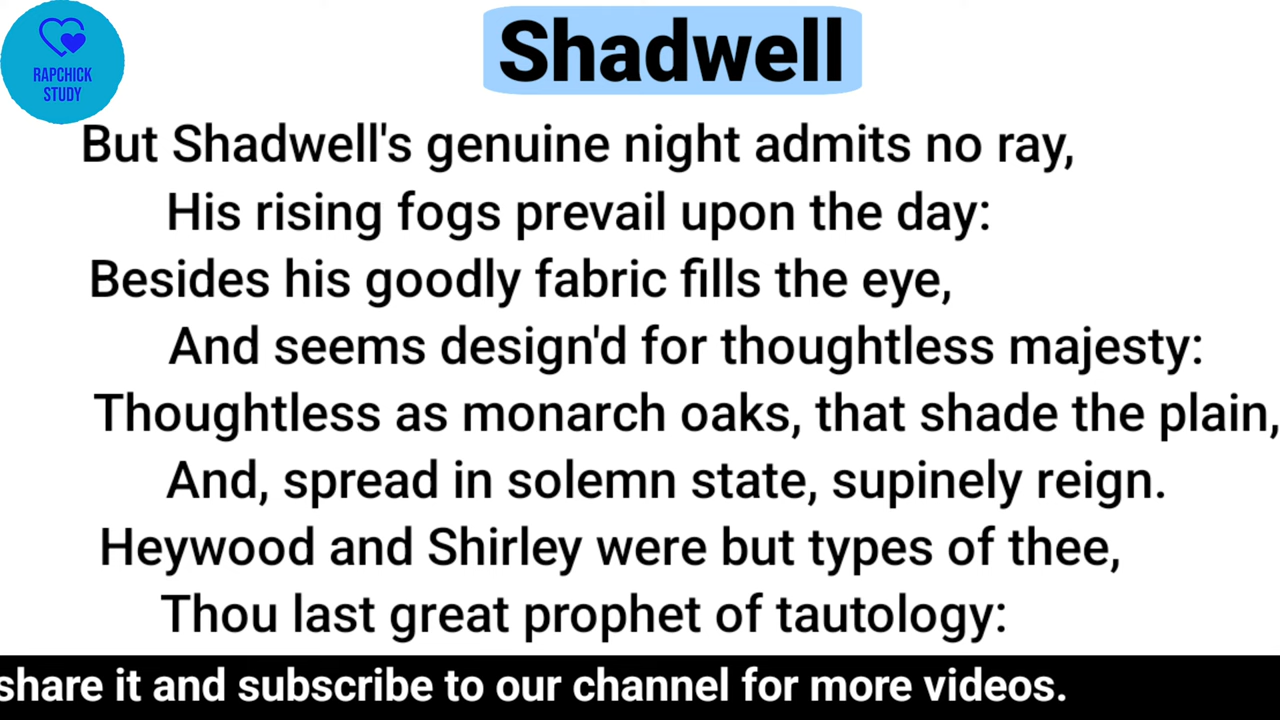 RAPCHICK
STUDY
Shadwell
But Shadwell's genuine night admits no ray,
His rising fogs prevail upon the day:
Besides his goodly fabric fills the eye,
And seems design'd for thoughtless majesty:
Thoughtless as monarch oaks, that shade the plain,
And, spread in solemn state, supinely reign.
Heywood and Shirley were but types of thee,
Thou last great prophet of tautology:
share it and subscribe to our channel for more videos.